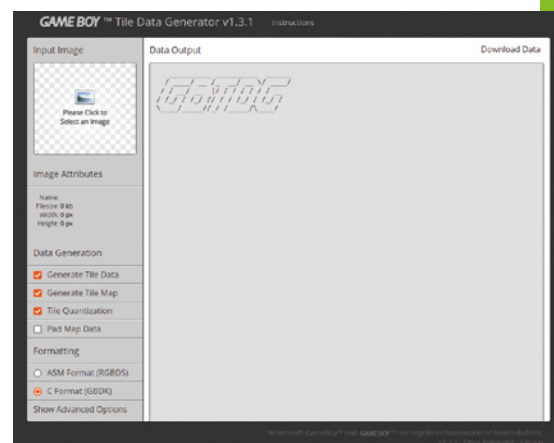 GAME BOY ™ Tile Data Generator v1.3.1 Instructions
Input Image
Data Output
Download Data
Please Click to
Select an Image
Image Attributes
Name:
Filesize: 0 kb
Width: 0 px
Height: 0 px
Data Generation
Generate Tile Data
Generate Tile Map
Tile Quantization
Pad Map Data
Formatting
ASM Format (RGBDS)
C Format (GBDK)
Show Advanced Options